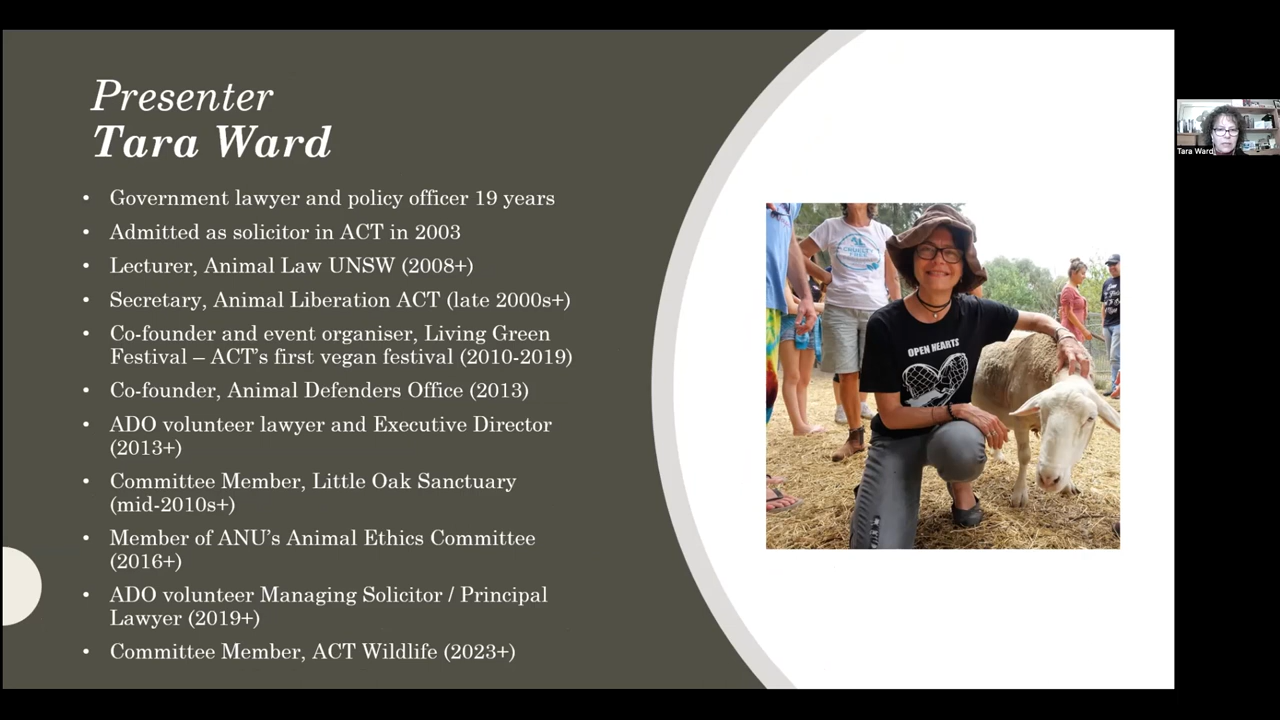 Presenter
Tara Ward
• Government lawyer and policy officer 19 years
• Admitted as solicitor in ACT in 2003
• Lecturer, Animal Law UNSW (2008+)
• Secretary, Animal Liberation ACT (late 2000s+)
• Co-founder and event organiser, Living Green
Festival – ACT's first vegan festival (2010-2019)
• Co-founder, Animal Defenders Office (2013)
• ADO volunteer lawyer and Executive Director
(2013+)
• Committee Member, Little Oak Sanctuary
(mid-2010s+)
• Member of ANU's Animal Ethics Committee
(2016+)
• ADO volunteer Managing Solicitor / Principal
Lawyer (2019+)
• Committee Member, ACT Wildlife (2023+)
CRUELTY
FREE
OPEN HEARTS
Tara Ward